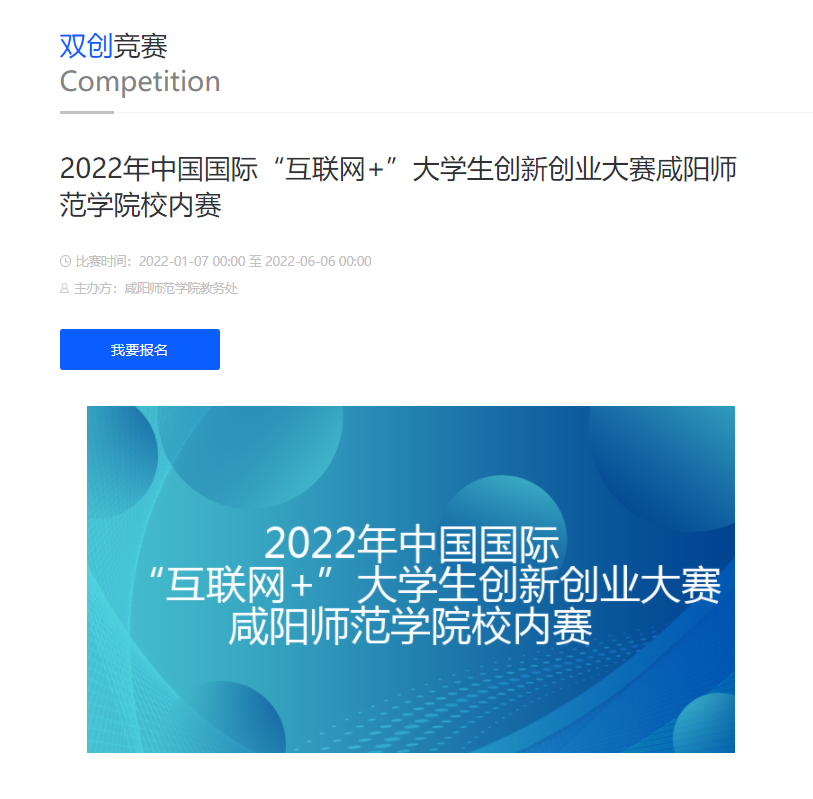 双创竞赛
Competition
2022年中国国际“互联网+”大学生创新创业大赛咸阳师
范学院校内赛
比赛时间：2022-01-07 00:00 至 2022-06-06 00:00
主办方：咸阳师范学院教务处
我要报名
2022年中国国际
“互联网+”大学生创新创业大赛
咸阳师范学院校内赛